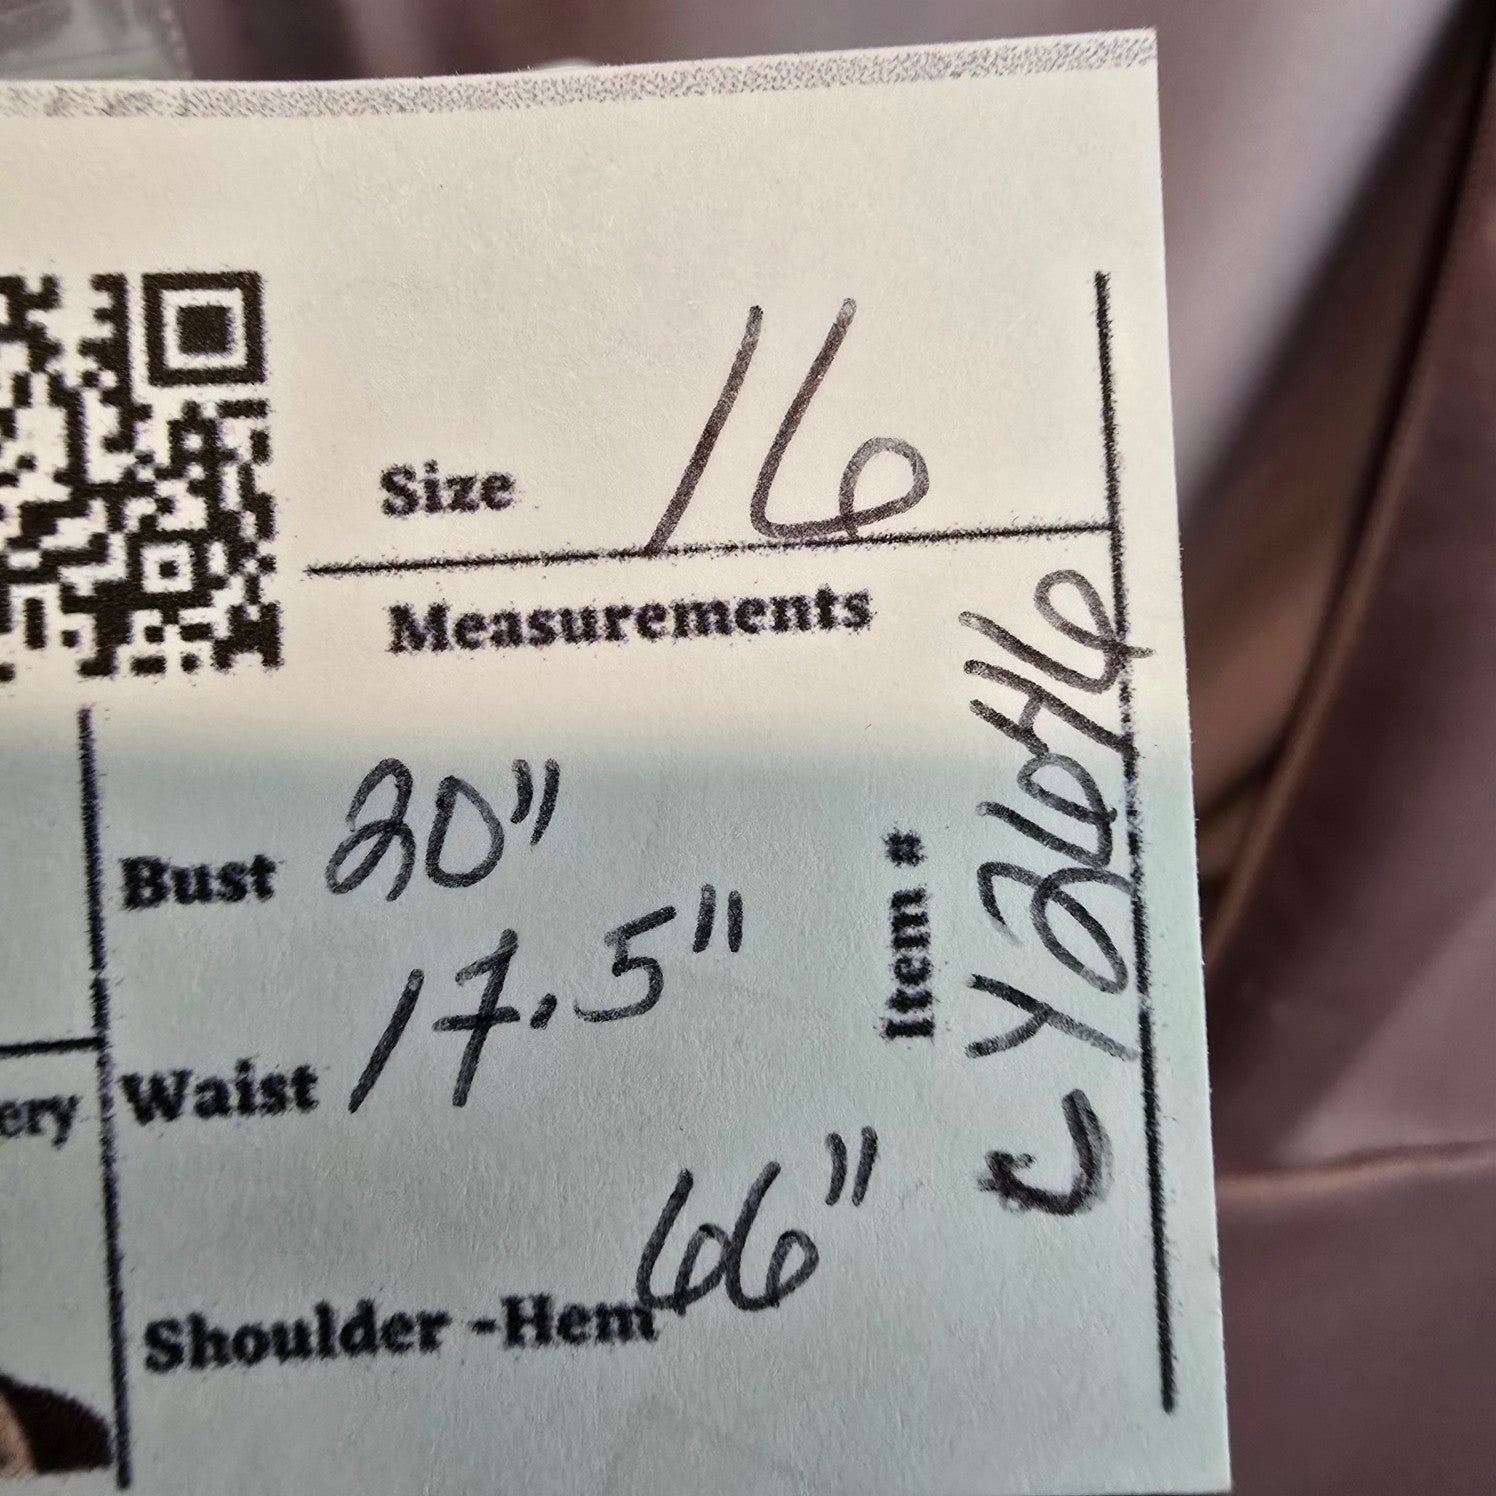 Size 16
Measurements
Bust 20"
Waist 17.5"
Shoulder -Hem 66"
Item #
CY2646
ery